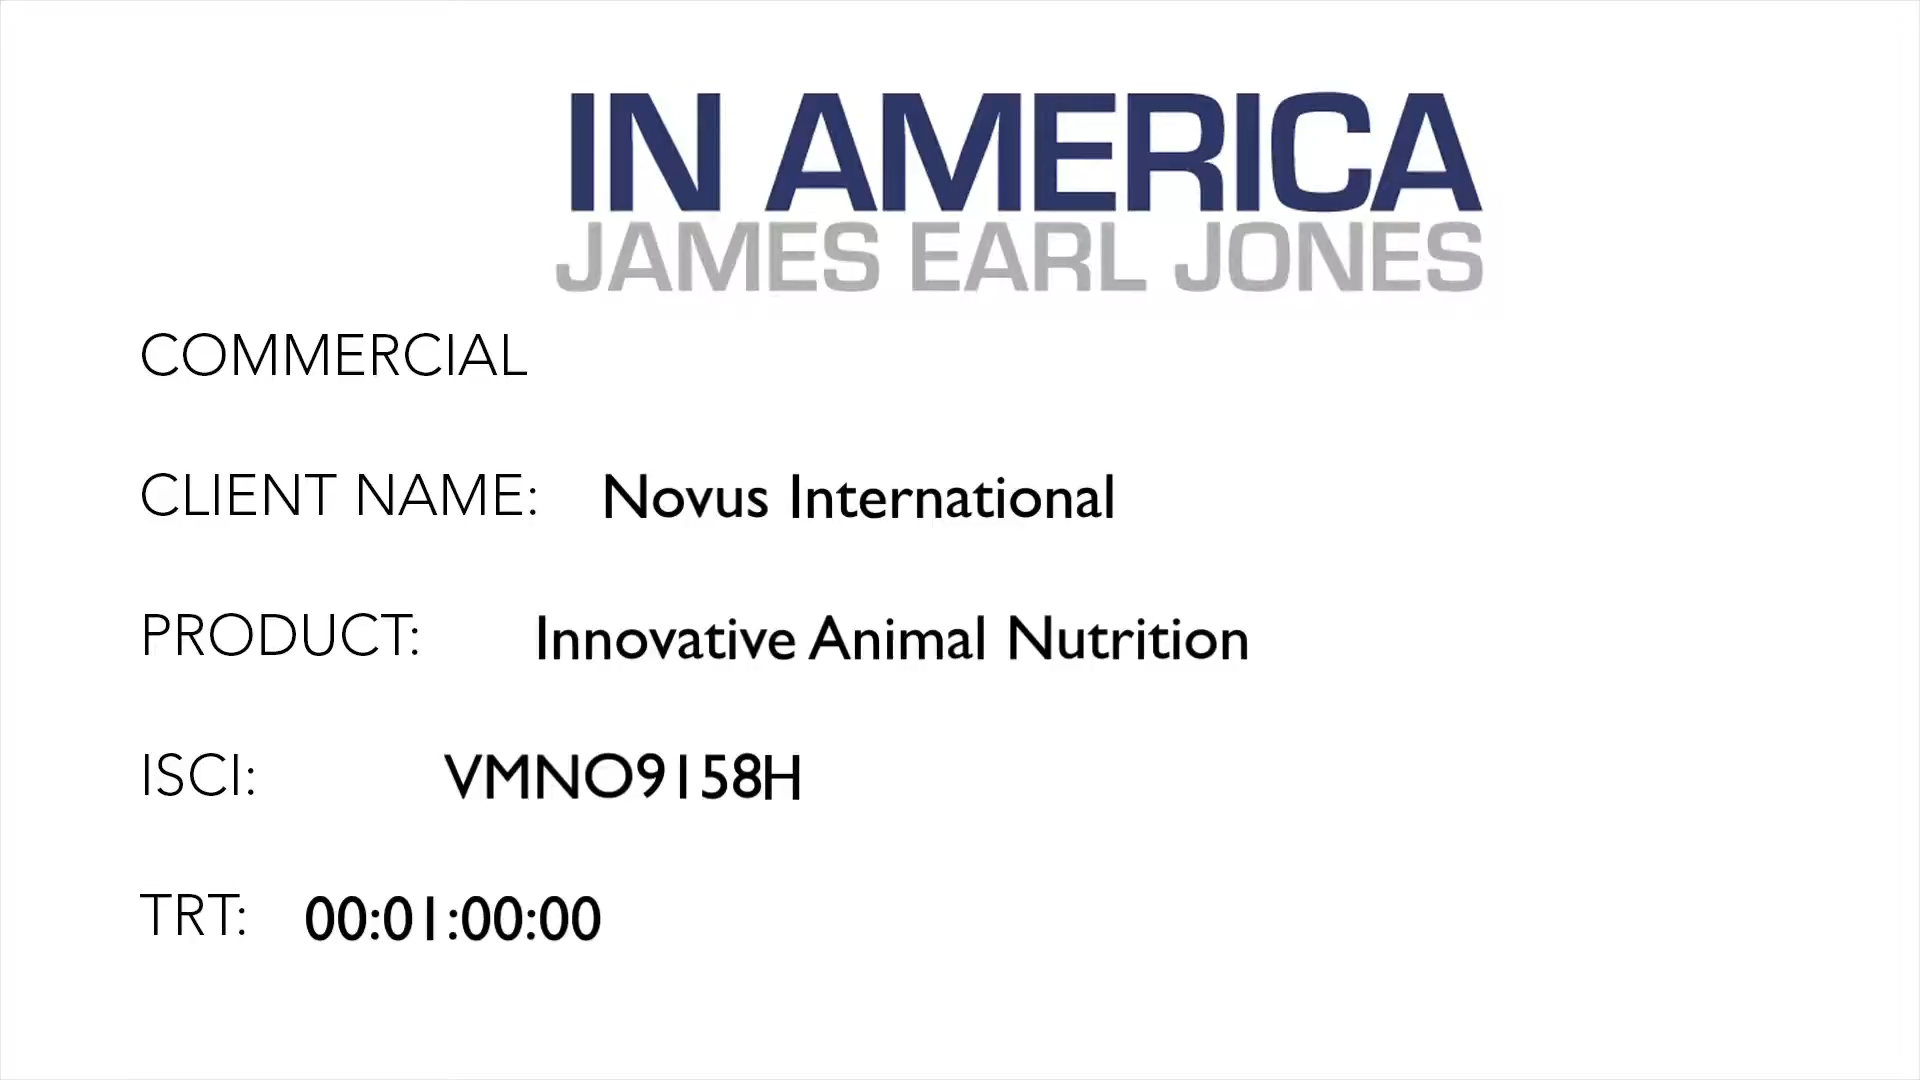 IN AMERICA
JAMES EARL JONES
COMMERCIAL
CLIENT NAME: Novus International
PRODUCT: Innovative Animal Nutrition
ISCI: VMNO9158H
TRT: 00:01:00:00